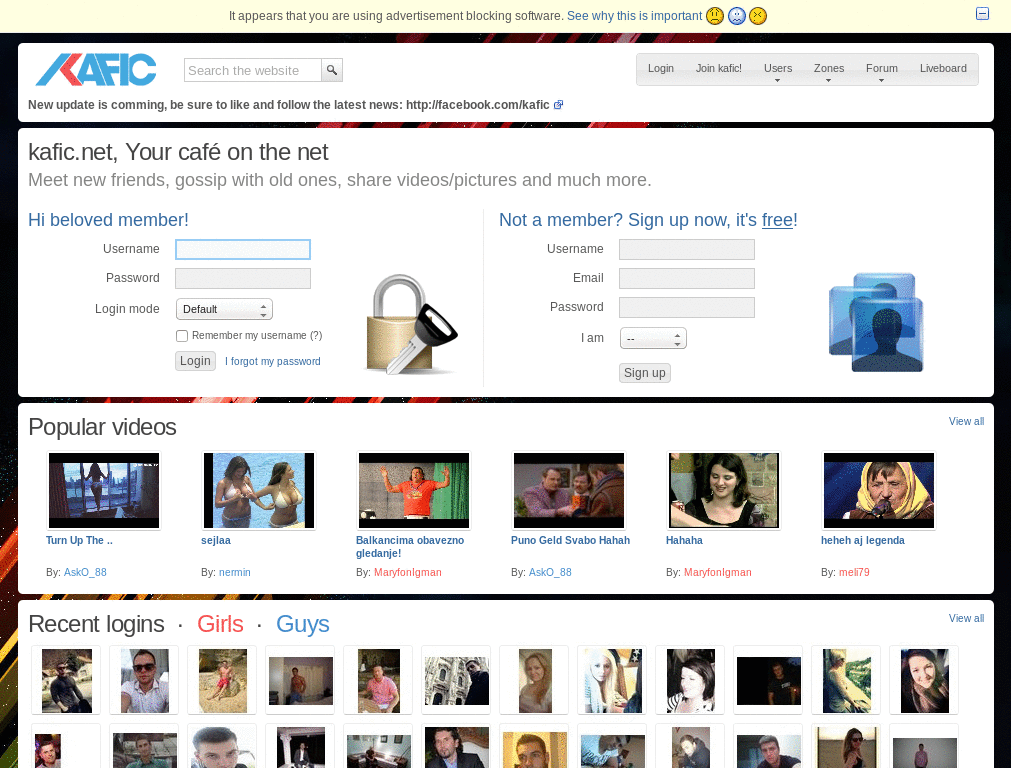 It appears that you are using advertisement blocking software. See why this is important
KAFIC
Search the website
Login Join kafic! Users Zones Forum Liveboard
New update is comming, be sure to like and follow the latest news: http://facebook.com/kafic
kafic.net, Your café on the net
Meet new friends, gossip with old ones, share videos/pictures and much more.
Hi beloved member!
Username
Password
Login mode Default
Remember my username (?)
Login I forgot my password
Not a member? Sign up now, it's free!
Username
Email
Password
I am --
Sign up
Popular videos
View all
Turn Up The ..
By: AskO_88
sejlaa
By: nermin
Balkancima obavezno
gledanje!
By: MaryfonIgman
Puno Geld Svabo Hahah
By: AskO_88
Hahaha
By: MaryfonIgman
heheh aj legenda
By: meli79
Recent logins · Girls · Guys
View all